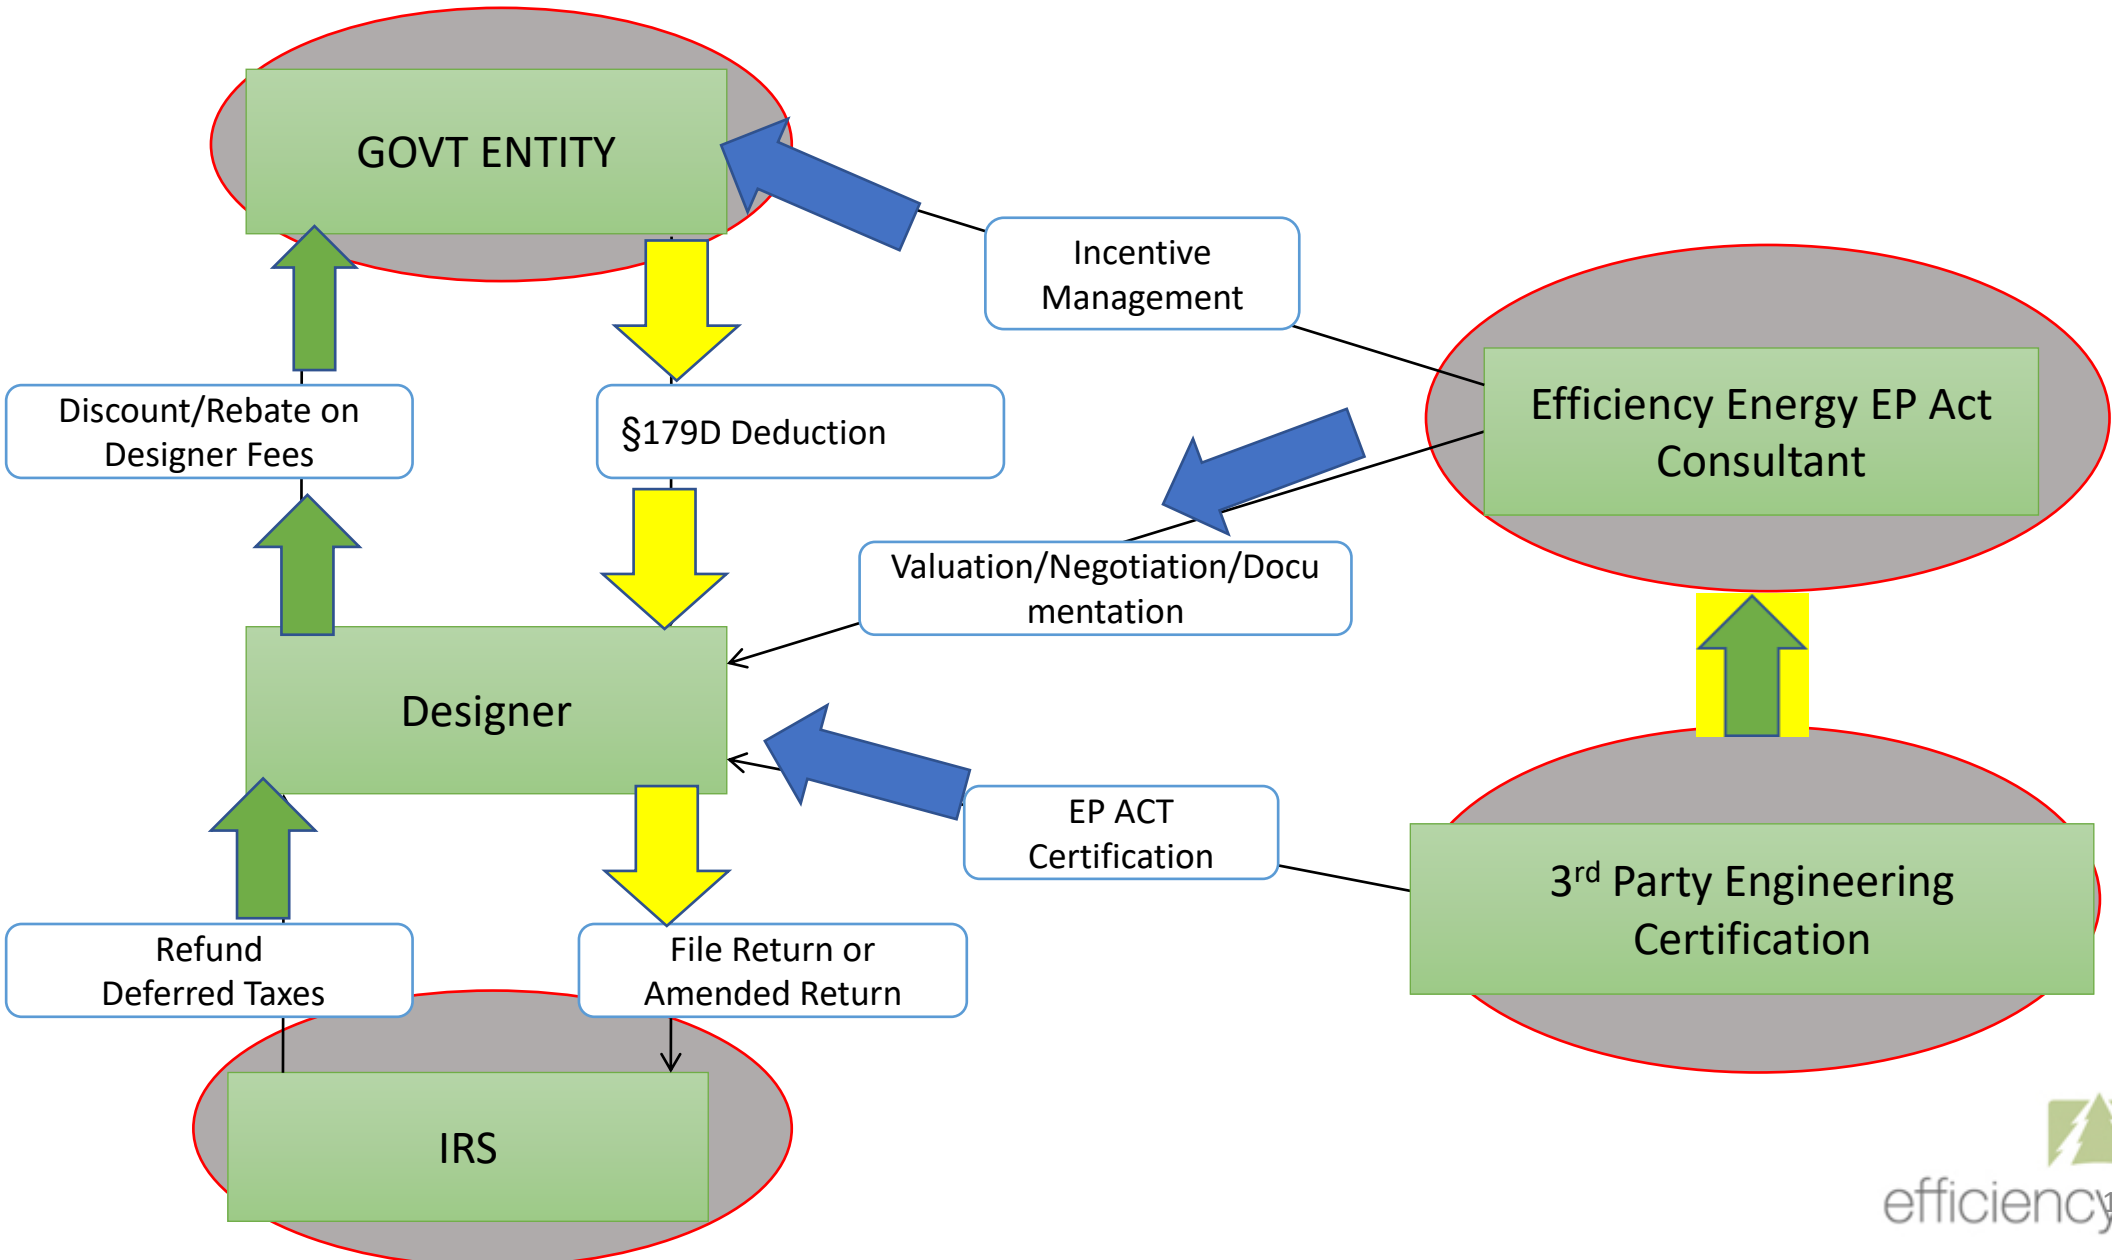 GOVT ENTITY
Incentive
Management
Efficiency Energy EP Act
Consultant
Discount/Rebate on
Designer Fees
§179D Deduction
Valuation/Negotiation/Docu
mentation
Designer
EP ACT
Certification
3rd Party Engineering
Certification
Refund
Deferred Taxes
File Return or
Amended Return
IRS
efficiency